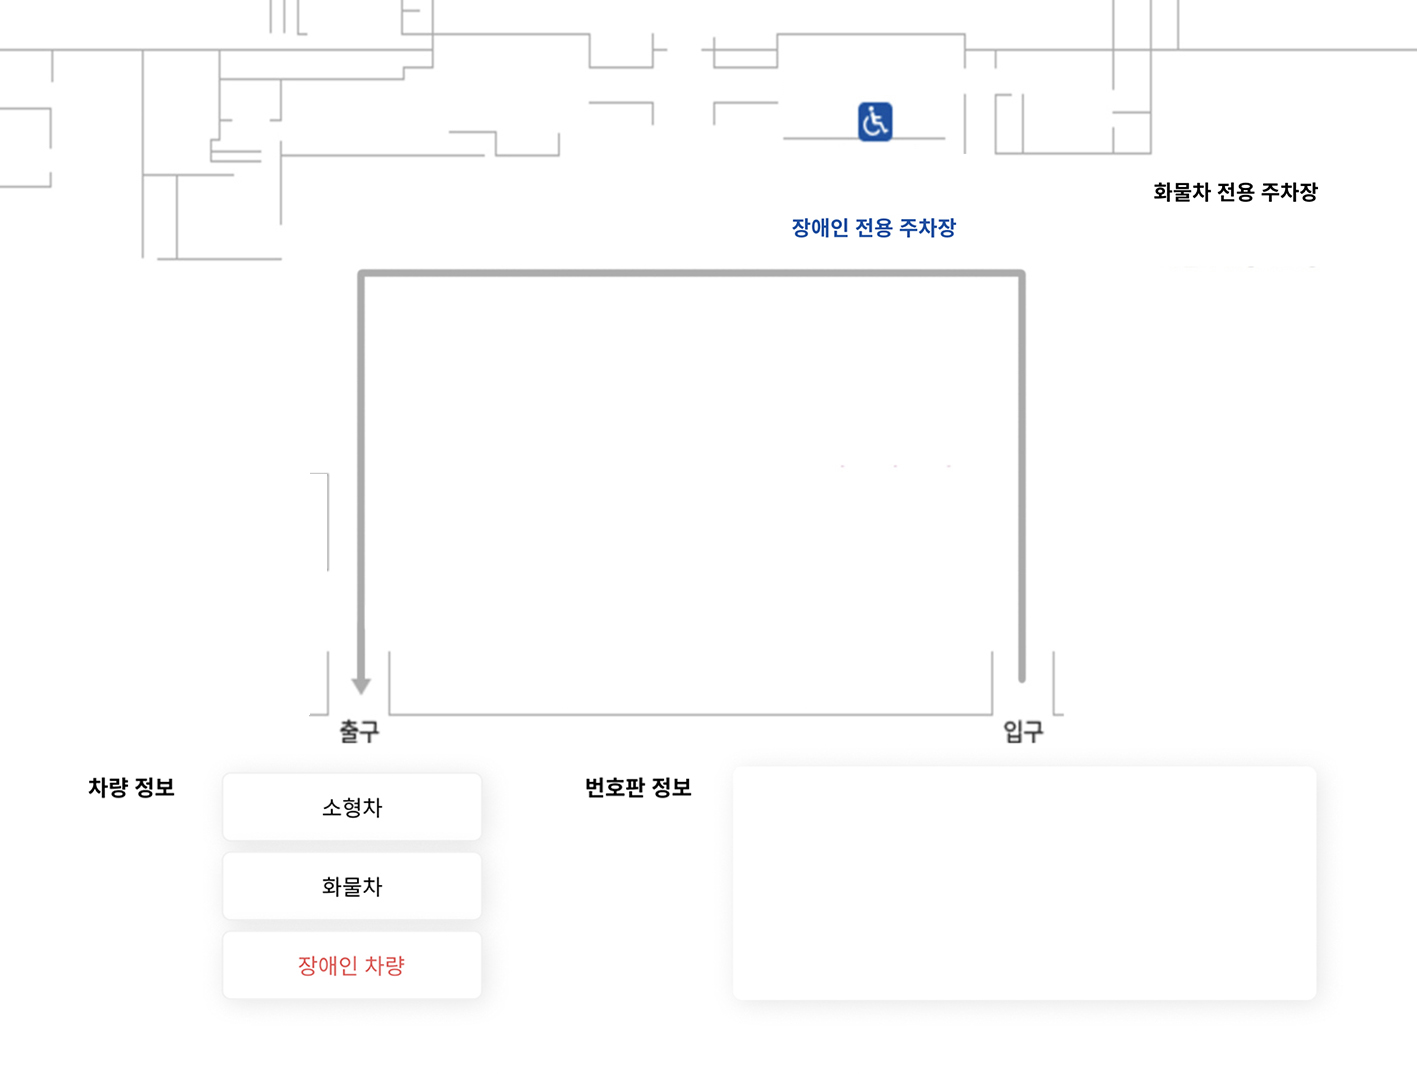 화물차 전용 주차장
장애인 전용 주차장
출구
입구
차량 정보
소형차
화물차
장애인 차량
번호판 정보